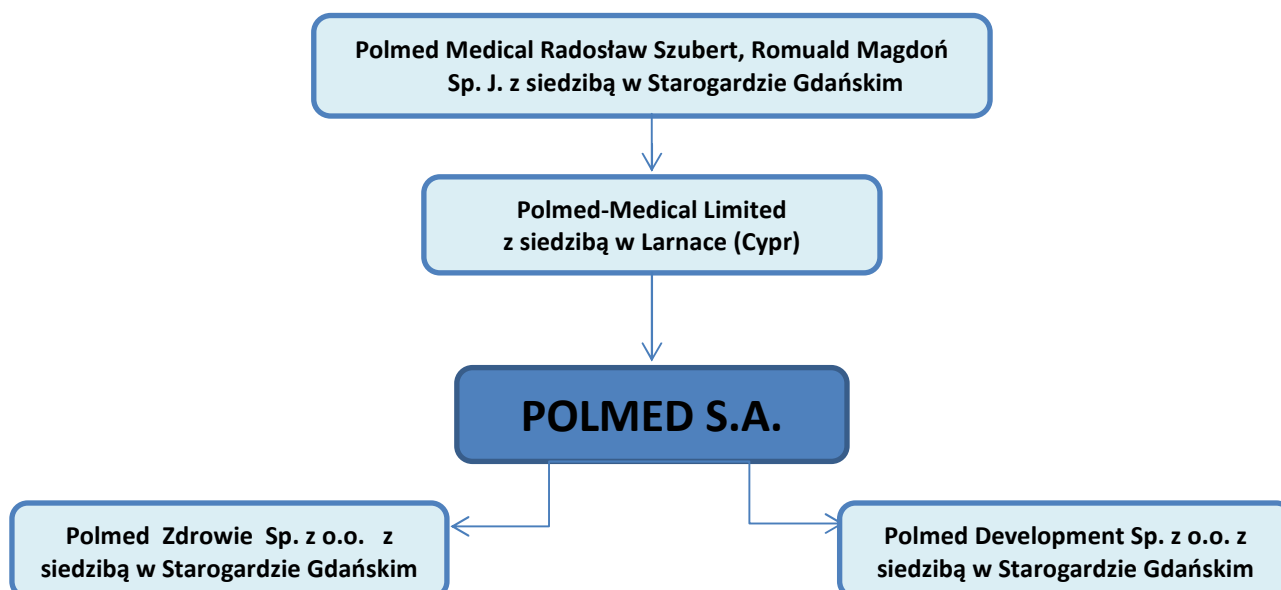 Polmed Medical Radosław Szubert, Romuald Magdoń
Sp. J. z siedzibą w Starogardzie Gdańskim
Polmed-Medical Limited
z siedzibą w Larnace (Cypr)
POLMED S.A.
Polmed Zdrowie Sp. z o.o. z
siedzibą w Starogardzie Gdańskim
Polmed Development Sp. z o.o. z
siedzibą w Starogardzie Gdańskim